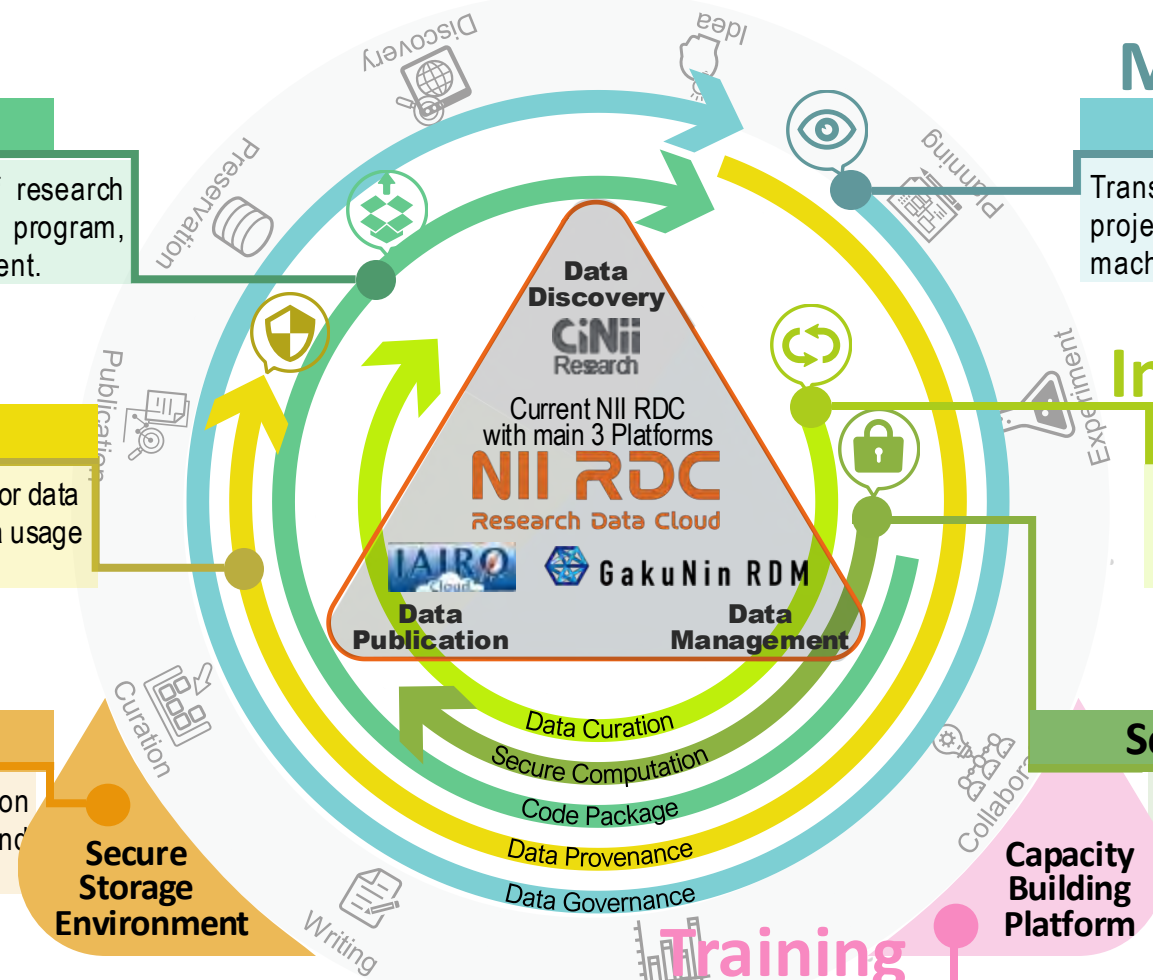 Discovery
Idea
M
research
program,
ent.
Preservation
Planning
Trans
proje
mach
Data
Discovery
CiNii
Research
Current NII RDC
with main 3 Platforms
NII RDC
Research Data Cloud
JAIRO
Cloud
GakuNin RDM
Data
Publication
Data
Management
Publication
Experiment
In
or data
usage
Data Curation
Secure Computation
Code Package
Data Provenance
Data Governance
Curation
Collabor
Se
on
nd
Secure
Storage
Environment
Capacity
Building
Platform
Writing
Training